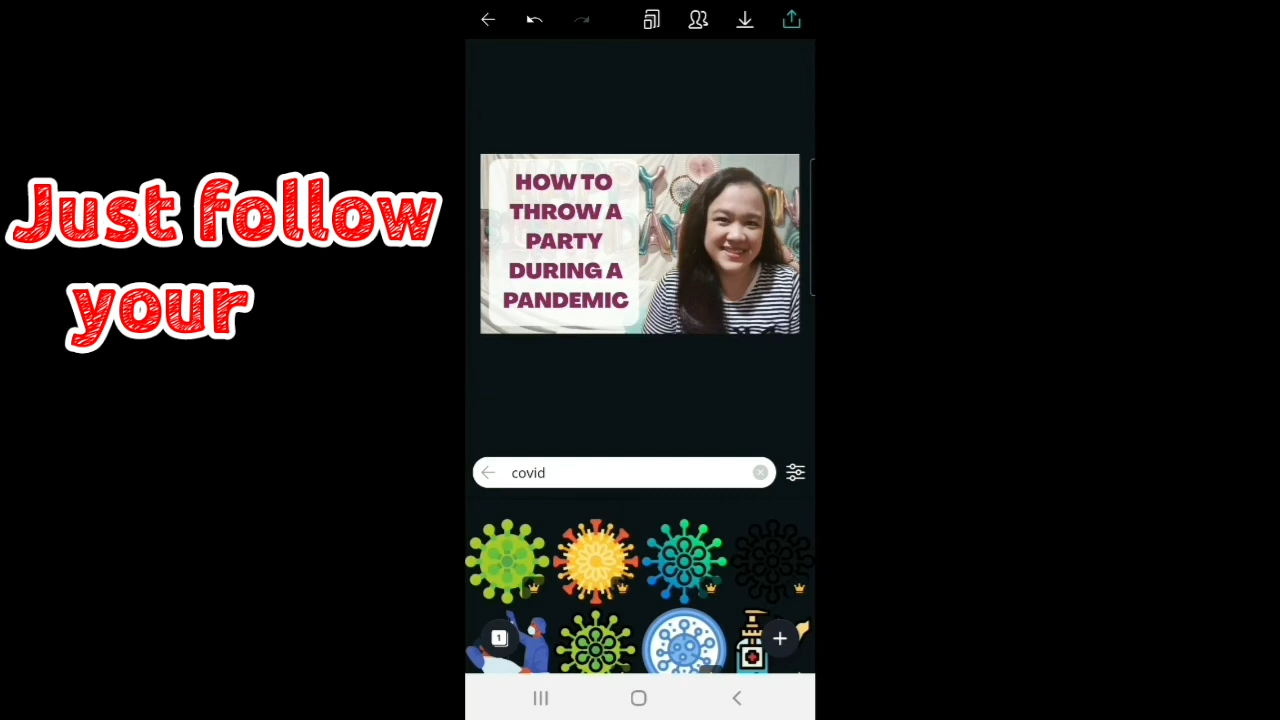 Just follow
your
HOW TO
THROW A
PARTY
DURING A
PANDEMIC
covid
1